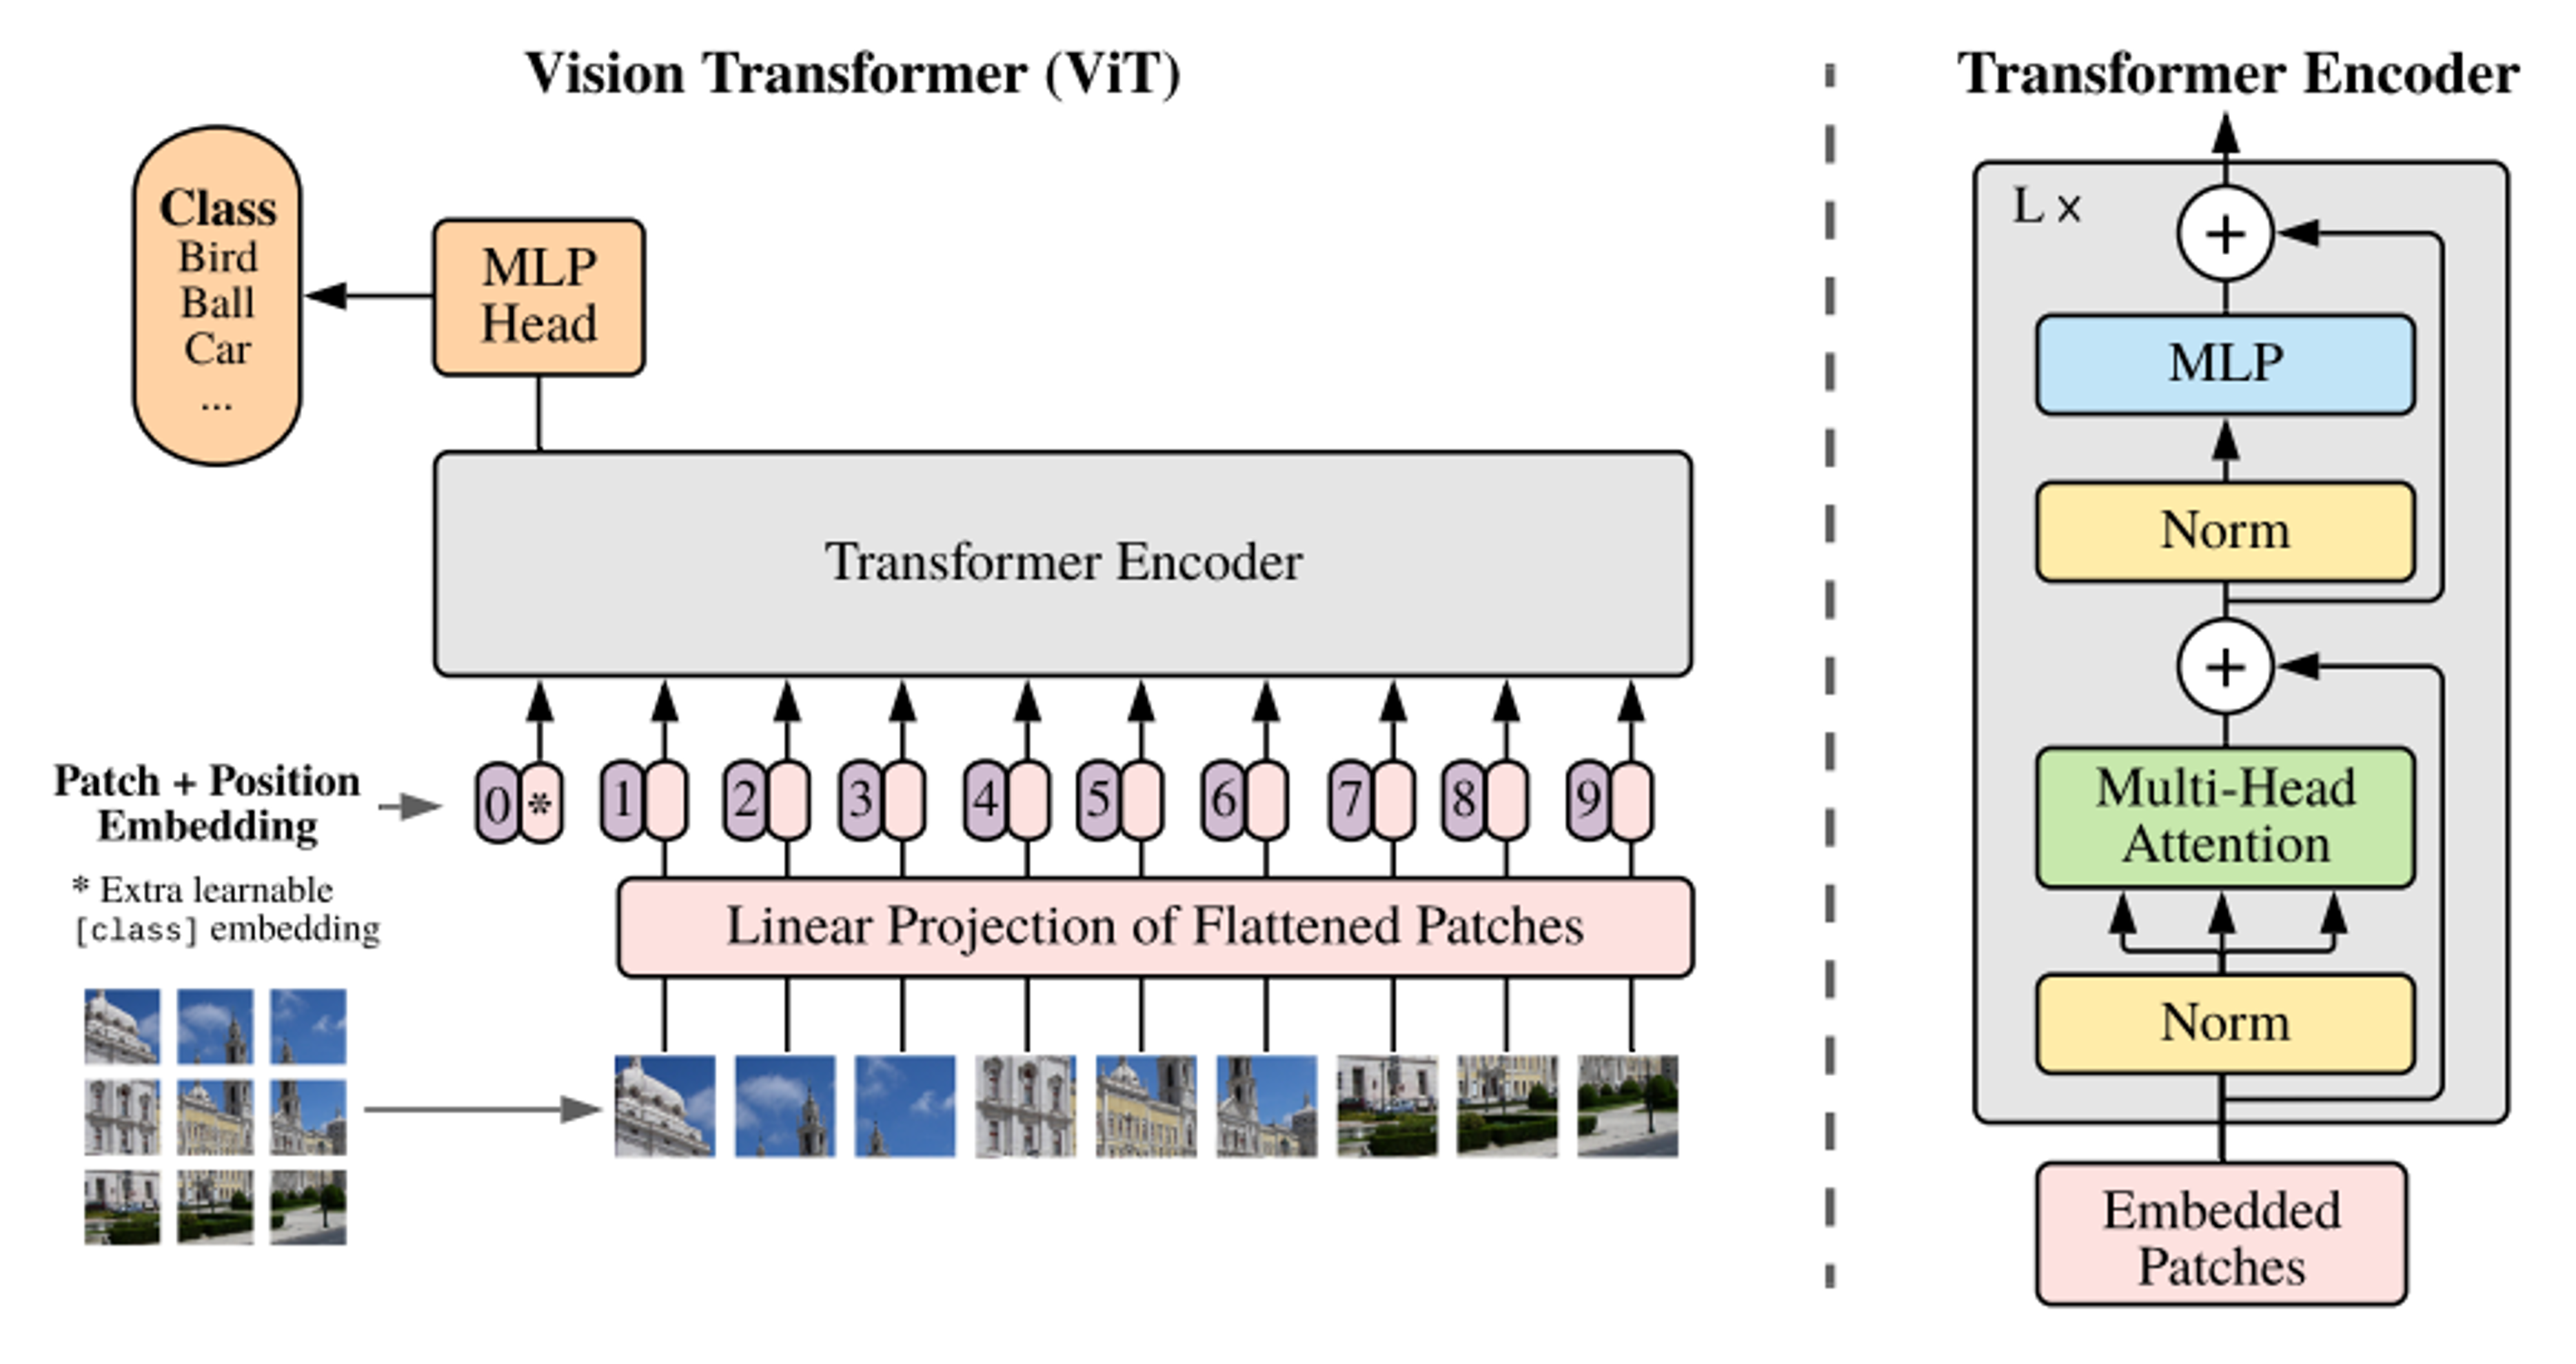 Vision Transformer (ViT)
Class
Bird
Ball
Car
...
MLP
Head
Transformer Encoder
Patch + Position
Embedding
0 * 1 2 3 4 5 6 7 8 9
* Extra learnable
[class] embedding
Linear Projection of Flattened Patches
Transformer Encoder
L x
+
MLP
Norm
+
Multi-Head
Attention
Norm
Embedded
Patches